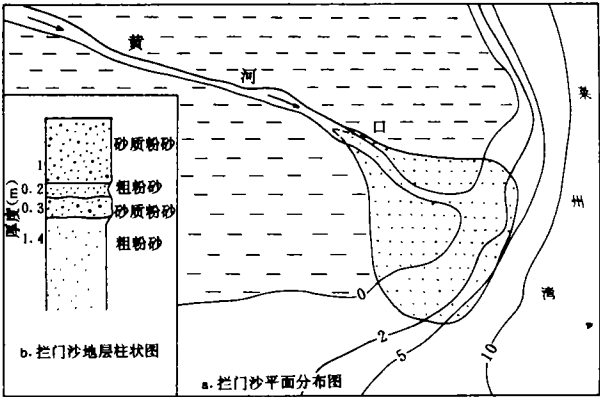 黄
河
口
莱
州
湾
砂质粉砂
1
粗粉砂
0.2
砂质粉砂
0.3
粗粉砂
1.4
厚度(m)
b.拦门沙地层柱状图
0
2
5
10
a.拦门沙平面分布图